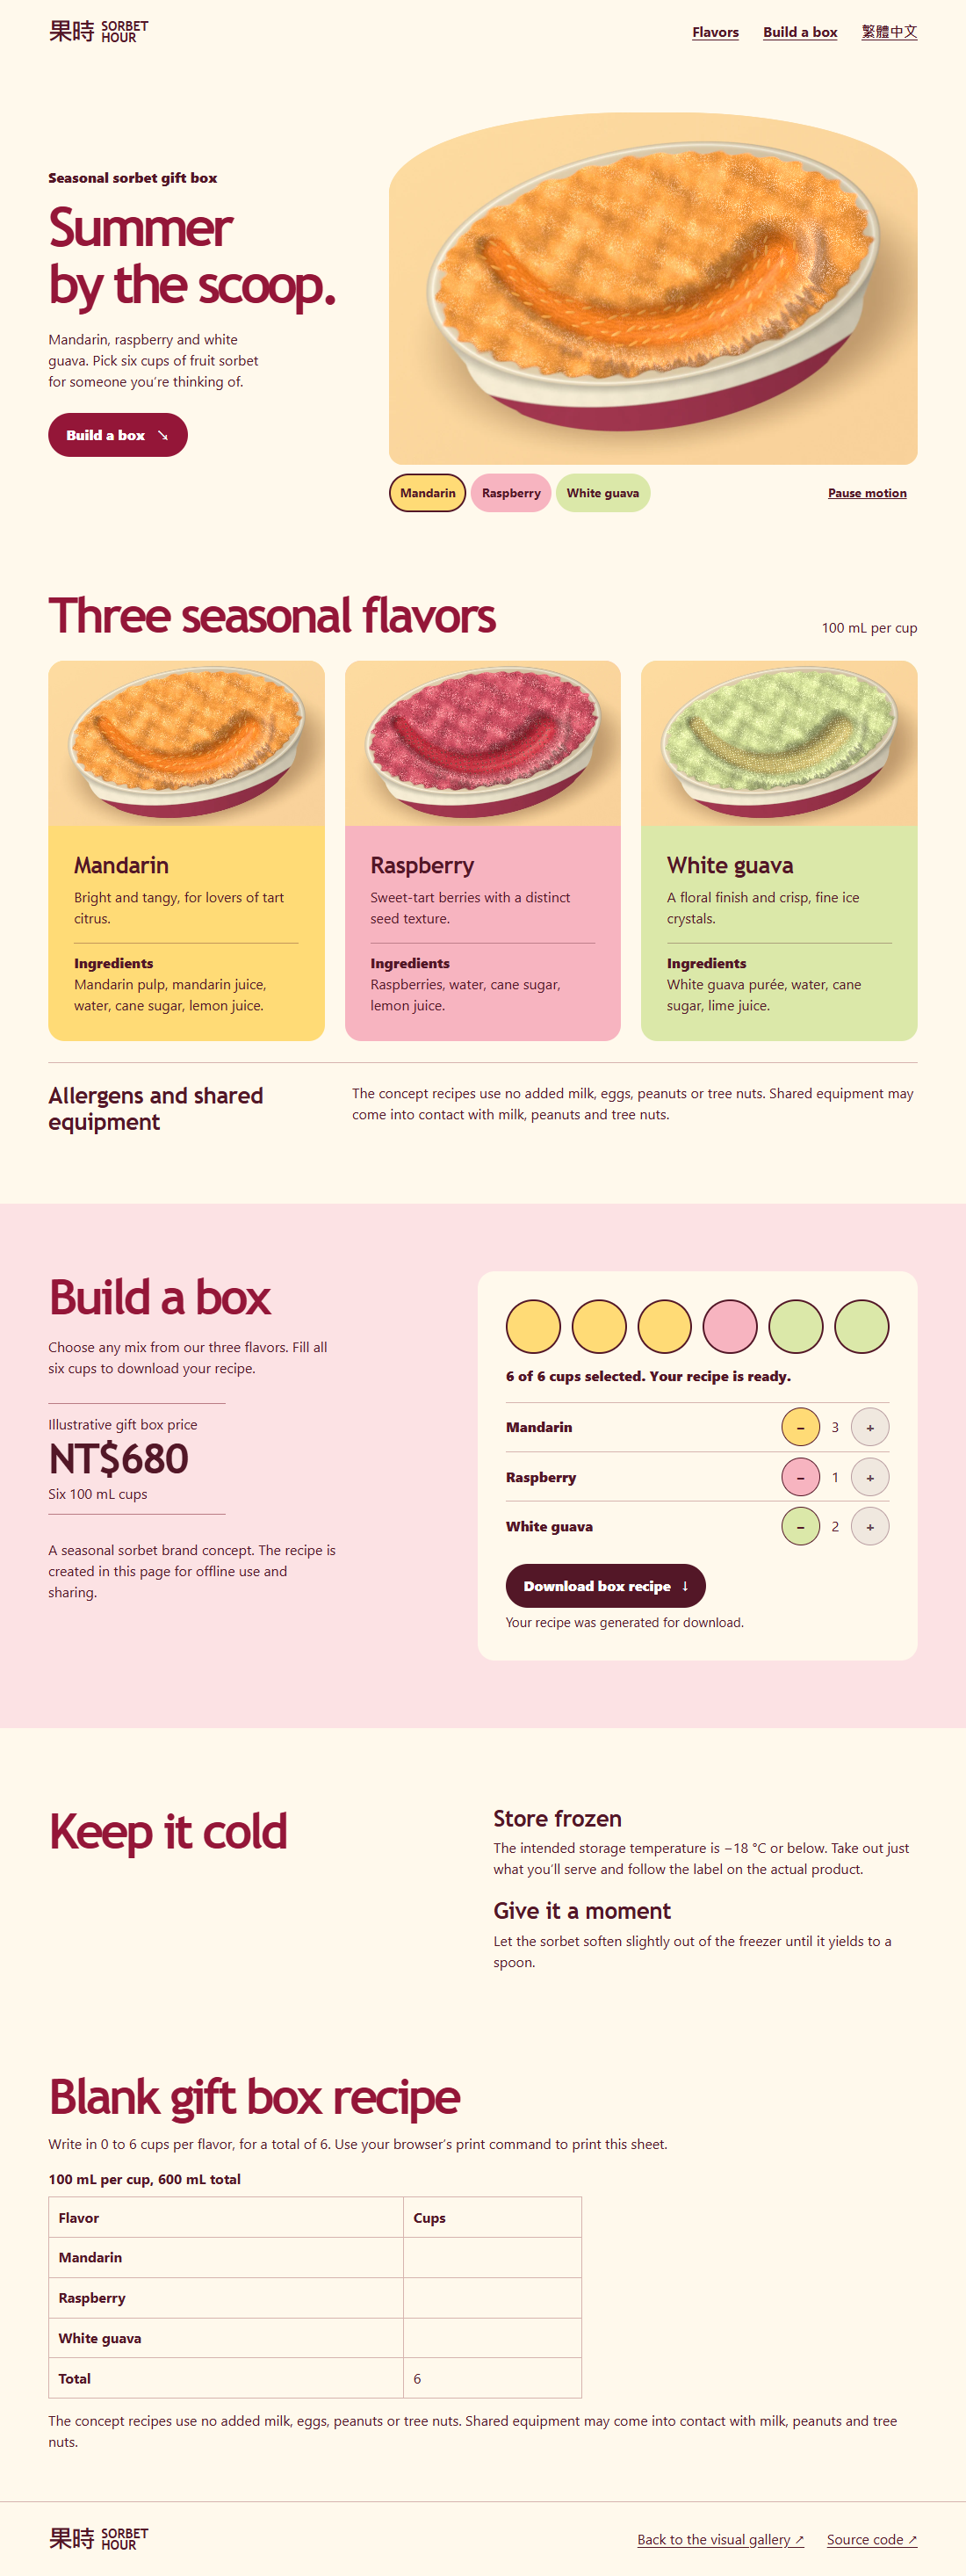 果時 SORBET HOUR
Flavors Build a box 繁體中文
Seasonal sorbet gift box
Summer
by the scoop.
Mandarin, raspberry and white
guava. Pick six cups of fruit sorbet
for someone you’re thinking of.
Build a box ↘
Mandarin Raspberry White guava Pause motion
Three seasonal flavors
100 mL per cup
Mandarin
Bright and tangy, for lovers of tart
citrus.
Ingredients
Mandarin pulp, mandarin juice,
water, cane sugar, lemon juice.
Raspberry
Sweet-tart berries with a distinct
seed texture.
Ingredients
Raspberries, water, cane sugar,
lemon juice.
White guava
A floral finish and crisp, fine ice
crystals.
Ingredients
White guava purée, water, cane
sugar, lime juice.
Allergens and shared
equipment
The concept recipes use no added milk, eggs, peanuts or tree nuts. Shared equipment may
come into contact with milk, peanuts and tree nuts.
Build a box
Choose any mix from our three flavors. Fill all
six cups to download your recipe.
Illustrative gift box price
NT$680
Six 100 mL cups
A seasonal sorbet brand concept. The recipe is
created in this page for offline use and
sharing.
6 of 6 cups selected. Your recipe is ready.
Mandarin − 3 +
Raspberry − 1 +
White guava − 2 +
Download box recipe ↓
Your recipe was generated for download.
Keep it cold
Store frozen
The intended storage temperature is −18 °C or below. Take out just
what you’ll serve and follow the label on the actual product.
Give it a moment
Let the sorbet soften slightly out of the freezer until it yields to a
spoon.
Blank gift box recipe
Write in 0 to 6 cups per flavor, for a total of 6. Use your browser’s print command to print this sheet.
100 mL per cup, 600 mL total
Flavor Cups
Mandarin
Raspberry
White guava
Total 6
The concept recipes use no added milk, eggs, peanuts or tree nuts. Shared equipment may come into contact with milk, peanuts and tree
nuts.
果時 SORBET HOUR
Back to the visual gallery ↗ Source code ↗